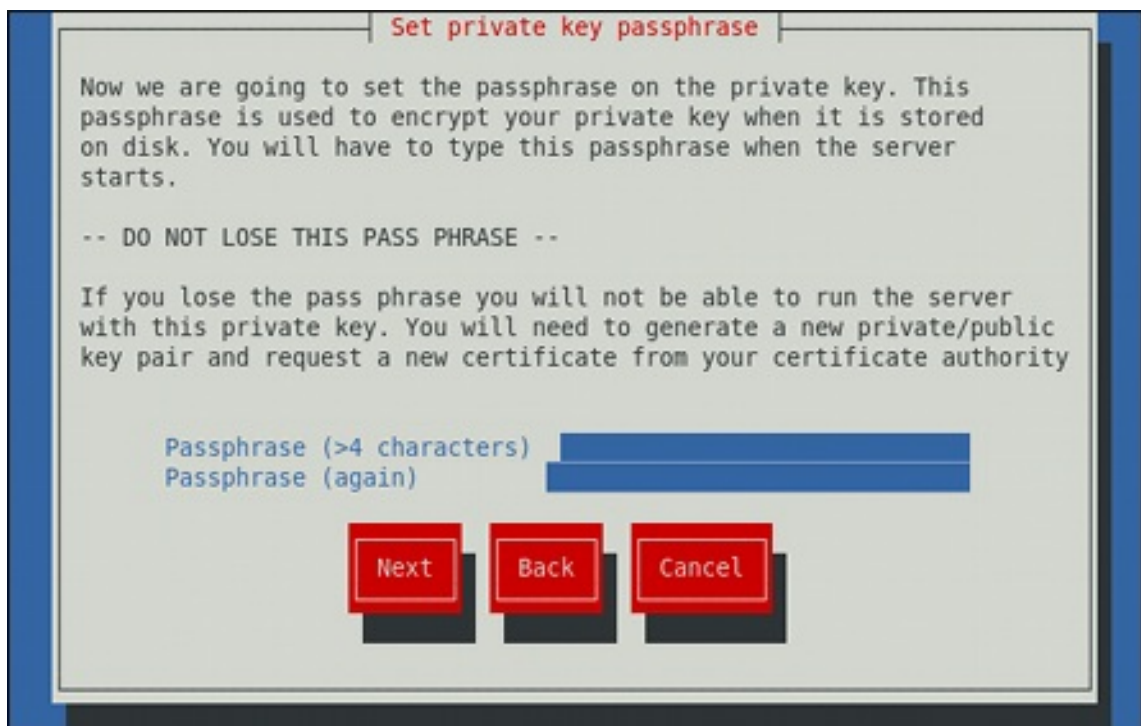 Set private key passphrase
Now we are going to set the passphrase on the private key. This
passphrase is used to encrypt your private key when it is stored
on disk. You will have to type this passphrase when the server
starts.
-- DO NOT LOSE THIS PASS PHRASE --
If you lose the pass phrase you will not be able to run the server
with this private key. You will need to generate a new private/public
key pair and request a new certificate from your certificate authority
Passphrase (>4 characters)
Passphrase (again)
Next Back Cancel